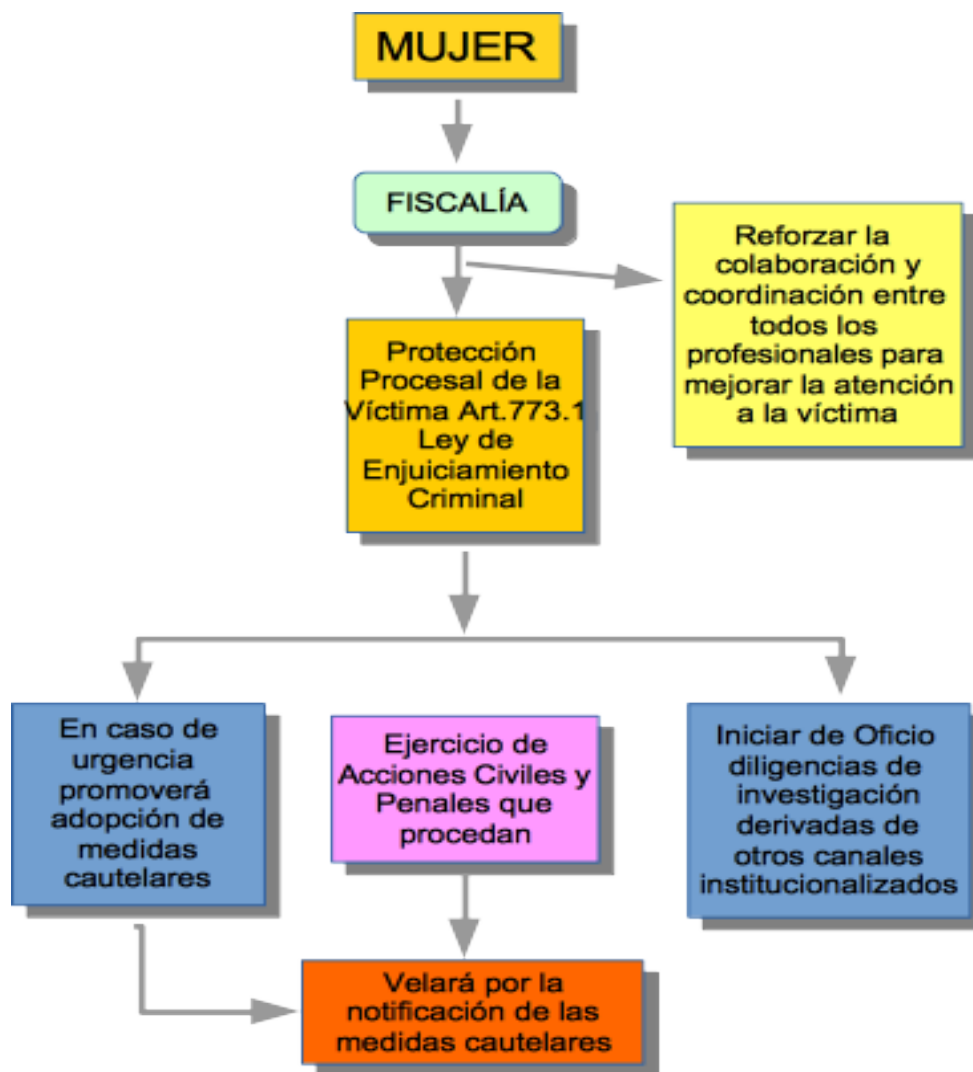 MUJER
FISCALÍA
Reforzar la
colaboración y
coordinación entre
todos los
profesionales para
mejorar la atención
a la víctima
Protección
Procesal de la
Víctima Art.773.1
Ley de
Enjuiciamiento
Criminal
En caso de
urgencia
promoverá
adopción de
medidas
cautelares
Ejercicio de
Acciones Civiles y
Penales que
procedan
Iniciar de Oficio
diligencias de
investigación
derivadas de
otros canales
institucionalizados
Velará por la
notificación de las
medidas cautelares